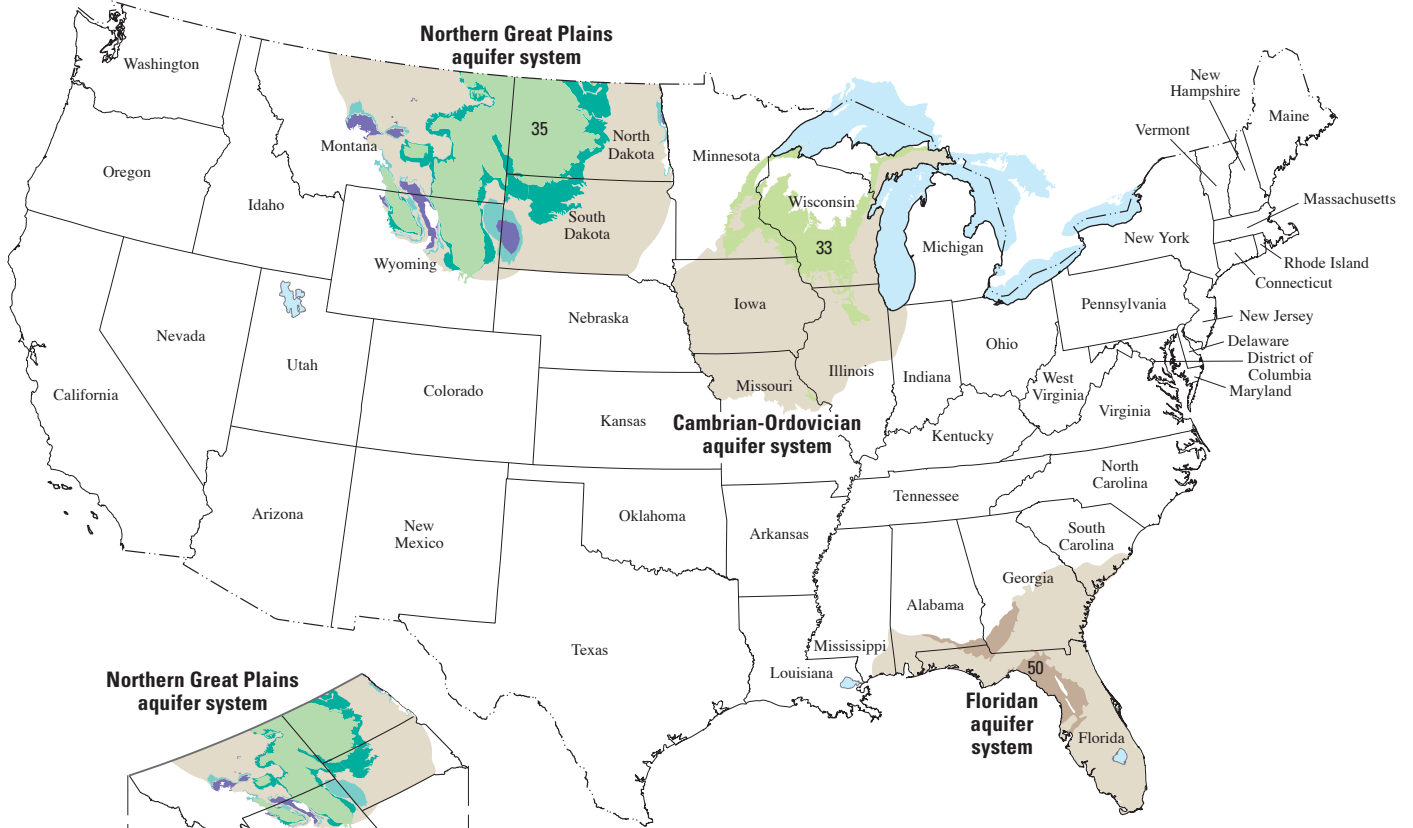 Northern Great Plains
aquifer system
Washington
New
Hampshire
Maine
Vermont
35
Montana
North
Dakota
Minnesota
Oregon
Idaho
Wisconsin
Massachusetts
South
Dakota
New York
33
Michigan
Wyoming
Rhode Island
Connecticut
Iowa
Pennsylvania
Nebraska
New Jersey
Nevada
Ohio
Delaware
Utah
District of
Columbia
Illinois
Indiana
West
Virginia
Maryland
California
Colorado
Missouri
Virginia
Kansas
Cambrian-Ordovician
aquifer system
Kentucky
North
Carolina
Tennessee
Arizona
New
Mexico
Oklahoma
Arkansas
South
Carolina
Georgia
Alabama
Texas
Mississippi
Louisiana
50
Northern Great Plains
aquifer system
Floridan
aquifer
system
Florida